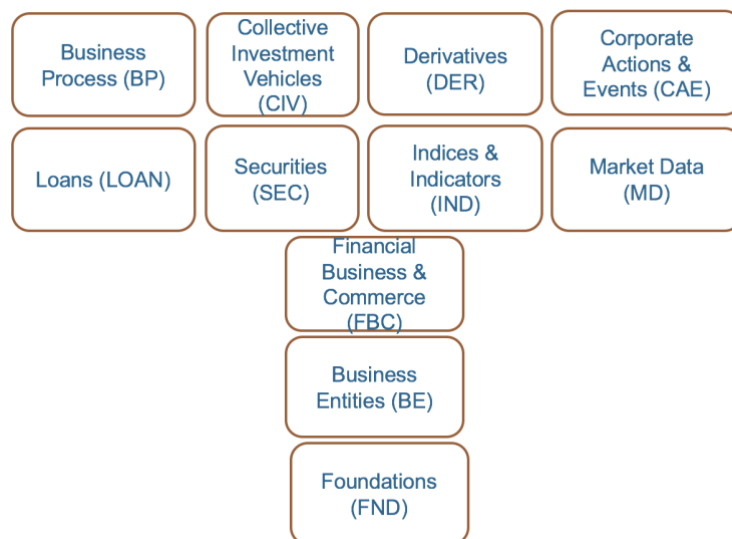 Business
Process (BP)
Collective
Investment
Vehicles
(CIV)
Derivatives
(DER)
Corporate
Actions &
Events (CAE)
Loans (LOAN)
Securities
(SEC)
Indices &
Indicators
(IND)
Market Data
(MD)
Financial
Business &
Commerce
(FBC)
Business
Entities (BE)
Foundations
(FND)